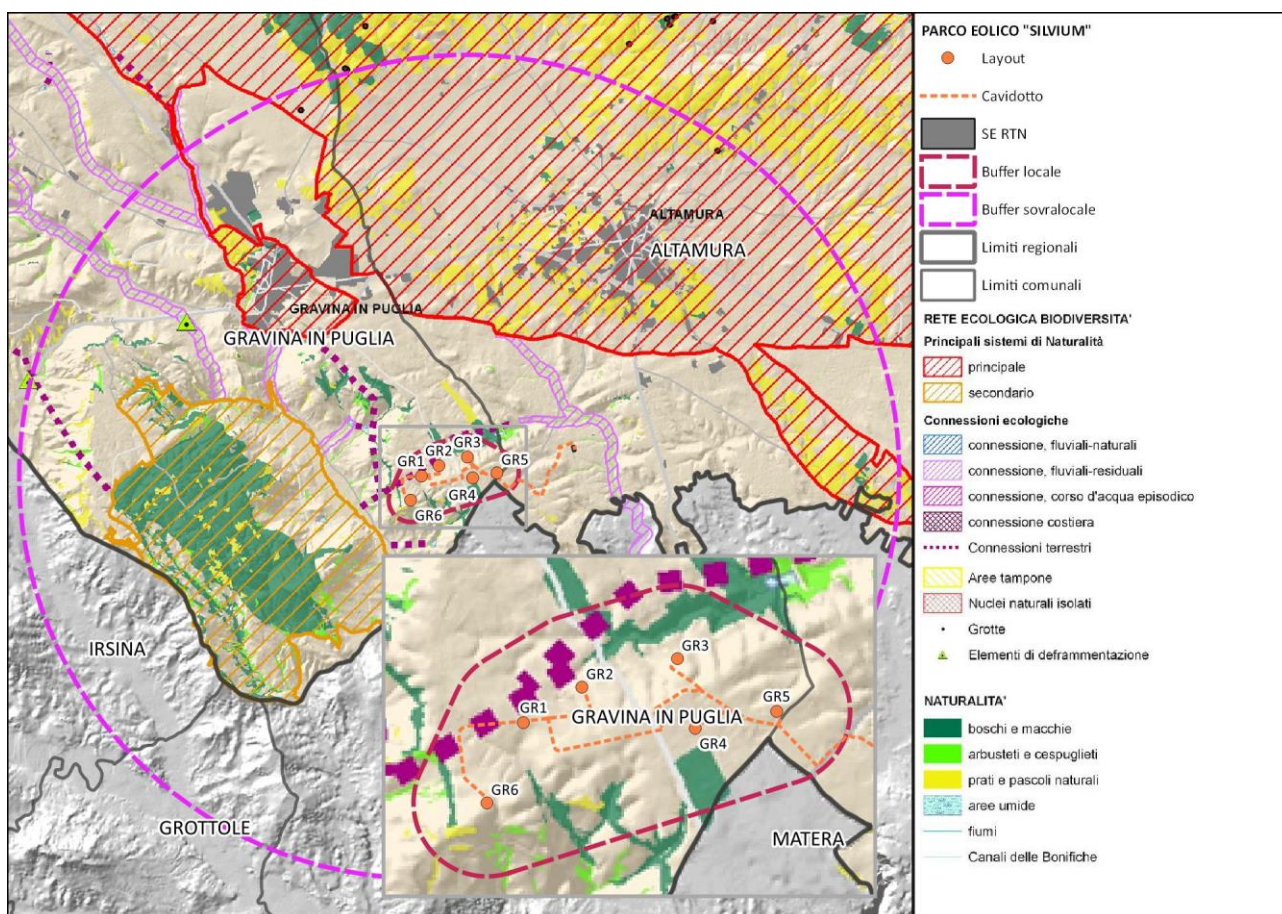 ALTAMURA
ALTAMURA
GRAVINA IN PUGLIA
GRAVINA IN PUGLIA
GR3
GR2
GR1
GR5
GR4
GR6
IRSINA
GROTTOLE
GR3
GR2
GR5
GR1
GRAVINA IN PUGLIA
GR4
GR6
MATERA
PARCO EOLICO "SILVIUM"
Layout
Cavidotto
SE RTN
Buffer locale
Buffer sovralocale
Limiti regionali
Limiti comunali
RETE ECOLOGICA BIODIVERSITA'
Principali sistemi di Naturalità
principale
secondario
Connessioni ecologiche
connessione, fluviali-naturali
connessione, fluviali-residuali
connessione, corso d'acqua episodico
connessione costiera
Connessioni terrestri
Aree tampone
Nuclei naturali isolati
Grotte
Elementi di deframmentazione
NATURALITA'
boschi e macchie
arbusteti e cespuglieti
prati e pascoli naturali
aree umide
fiumi
Canali delle Bonifiche